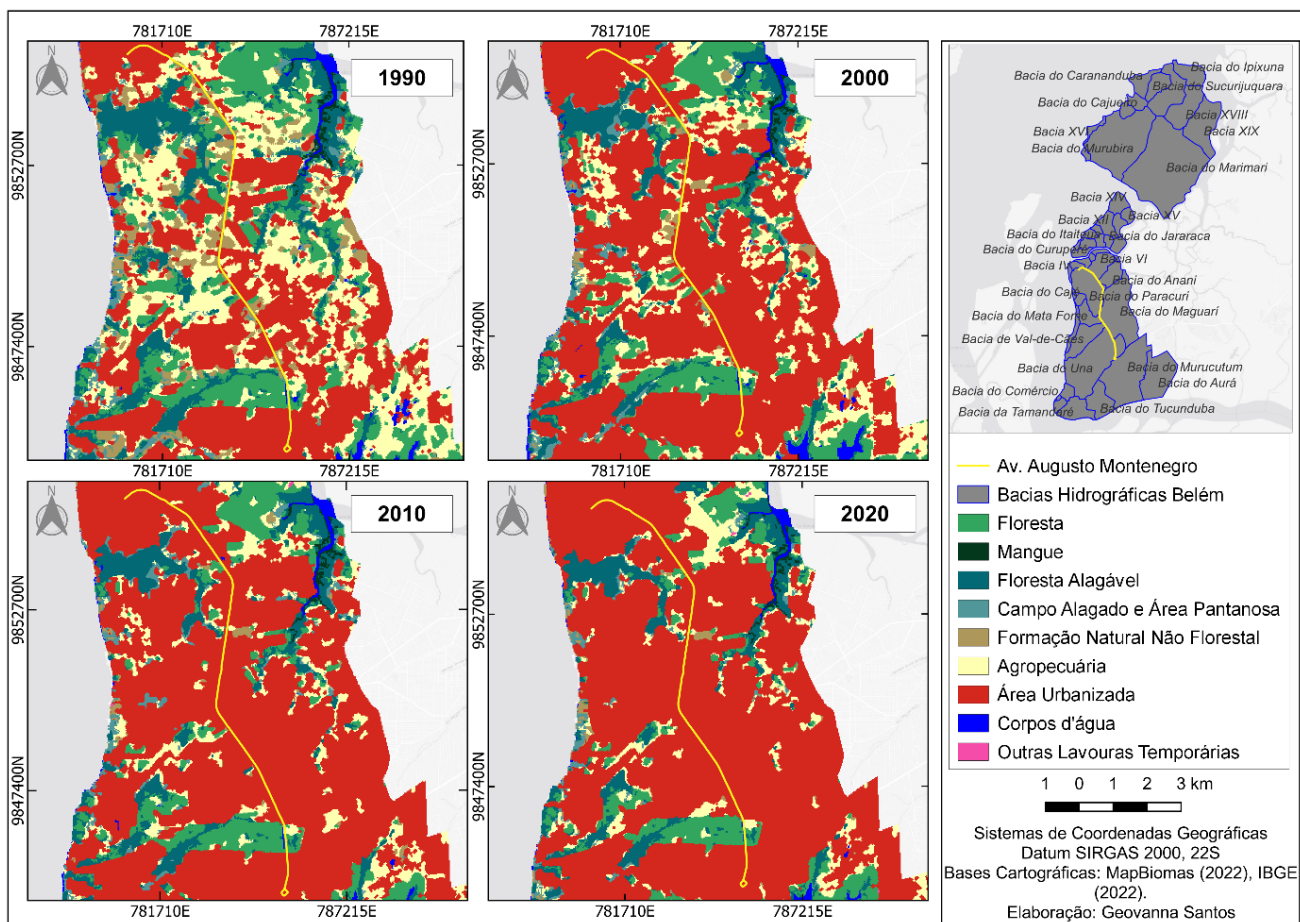 781710E
787215E
781710E
787215E
N
1990
N
2000
9852700N
9852700N
9847400N
9847400N
781710E
787215E
781710E
787215E
N
2010
N
2020
9852700N
9852700N
9847400N
9847400N
781710E
787215E
781710E
787215E
Bacia do Ipixuna
Bacia do Carananduba
Bacia do Sucurijuquara
Bacia do Cajueiro
Bacia XVIII
Bacia XVI
Bacia XIX
Bacia do Murubira
Bacia do Marimari
Bacia XIV
Bacia XII
Bacia XV
Bacia do Itaiteua
Bacia do Jararaca
Bacia do Curuperé
Bacia VI
Bacia IV
Bacia do Anani
Bacia do Cajé
Bacia do Paracuri
Bacia do Mata Fome
Bacia do Maguari
Bacia de Val-de-Cães
Bacia do Una
Bacia do Murucutum
Bacia do Aurá
Bacia do Comércio
Bacia da Tamandaré
Bacia do Tucunduba
Av. Augusto Montenegro
Bacias Hidrográficas Belém
Floresta
Mangue
Floresta Alagável
Campo Alagado e Área Pantanosa
Formação Natural Não Florestal
Agropecuária
Área Urbanizada
Corpos d'água
Outras Lavouras Temporárias
1 0 1 2 3 km
Sistemas de Coordenadas Geográficas
Datum SIRGAS 2000, 22S
Bases Cartográficas: MapBiomas (2022), IBGE
(2022).
Elaboração: Geovanna Santos